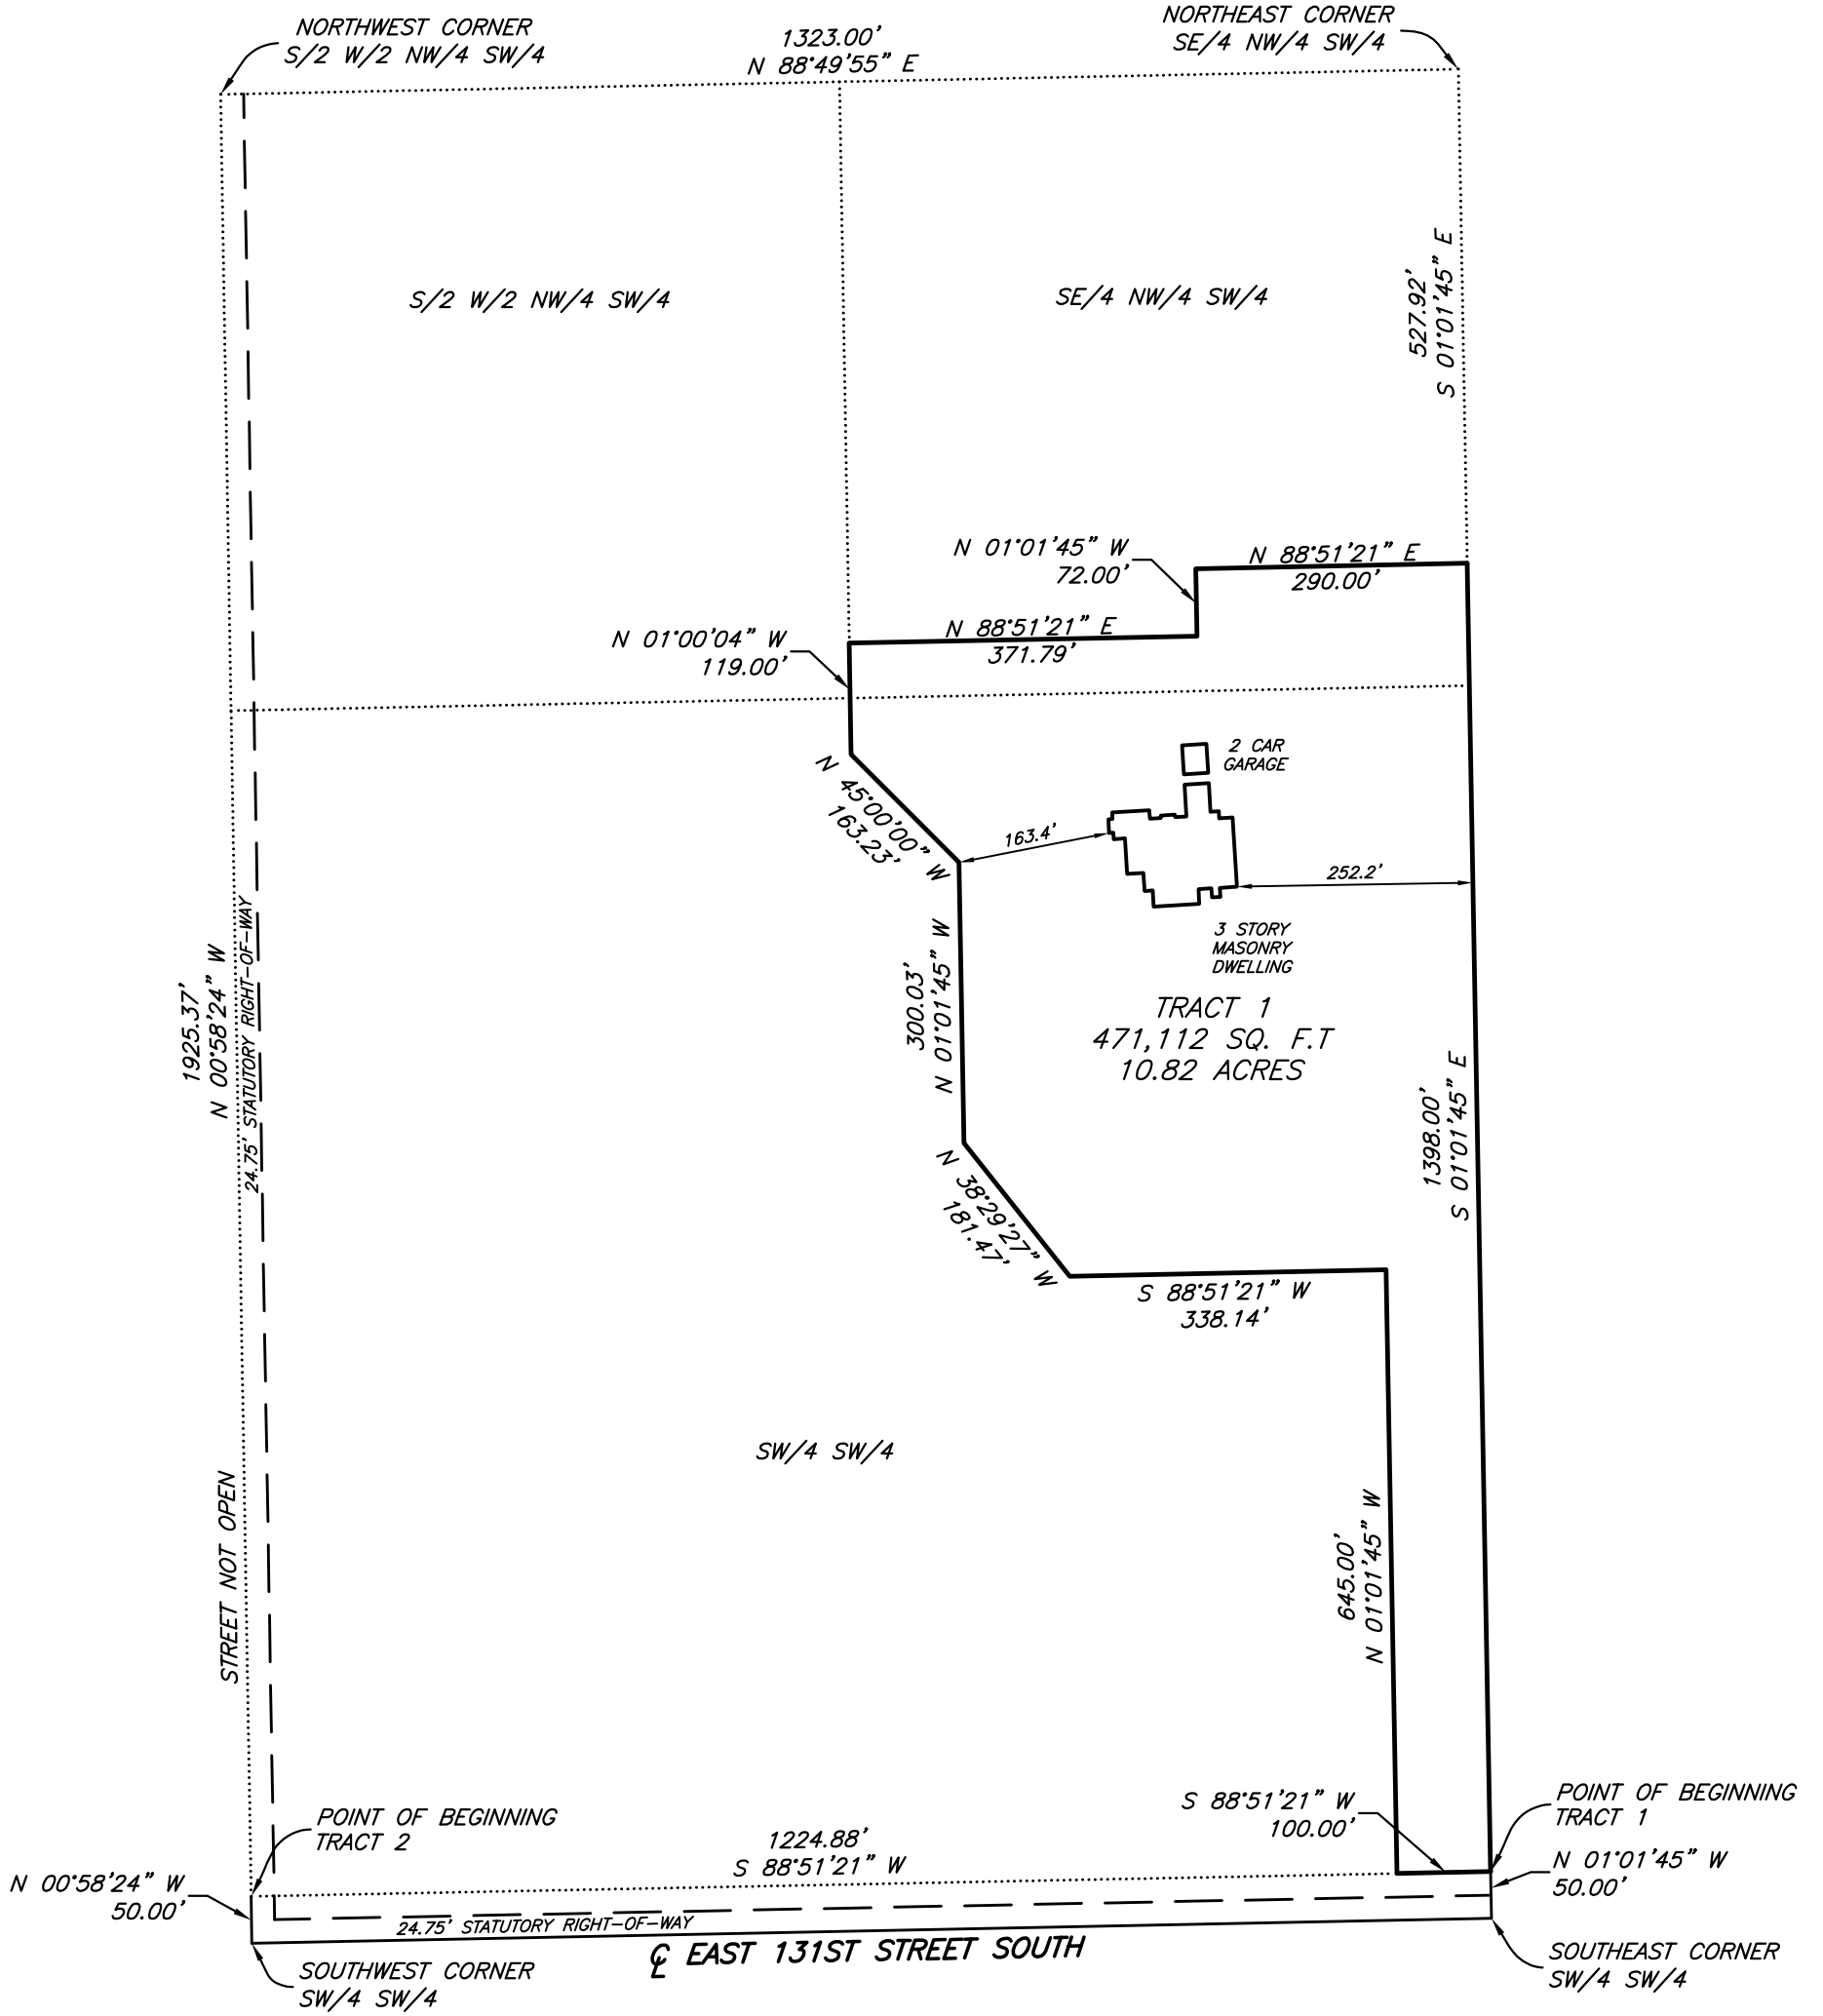 NORTHWEST CORNER
S/2 W/2 NW/4 SW/4
1323.00'
N 88°49'55" E
NORTHEAST CORNER
SE/4 NW/4 SW/4
S/2 W/2 NW/4 SW/4
SE/4 NW/4 SW/4
527.92'
S 01°01'45" E
N 01°01'45" W
72.00'
N 88°51'21" E
290.00'
N 01°00'04" W
119.00'
N 88°51'21" E
371.79'
N 45°00'00" W
163.23'
2 CAR
GARAGE
163.4'
252.2'
3 STORY
MASONRY
DWELLING
TRACT 1
471,112 SQ. F.T
10.82 ACRES
300.03'
N 01°01'45" W
1925.37'
N 00°58'24" W
24.75' STATUTORY RIGHT-OF-WAY
1398.00'
S 01°01'45" E
N 38°29'27" W
181.47'
S 88°51'21" W
338.14'
SW/4 SW/4
STREET NOT OPEN
645.00'
N 01°01'45" W
S 88°51'21" W
100.00'
POINT OF BEGINNING
TRACT 1
N 01°01'45" W
50.00'
POINT OF BEGINNING
TRACT 2
1224.88'
S 88°51'21" W
N 00°58'24" W
50.00'
24.75' STATUTORY RIGHT-OF-WAY
℄ EAST 131ST STREET SOUTH
SOUTHWEST CORNER
SW/4 SW/4
SOUTHEAST CORNER
SW/4 SW/4